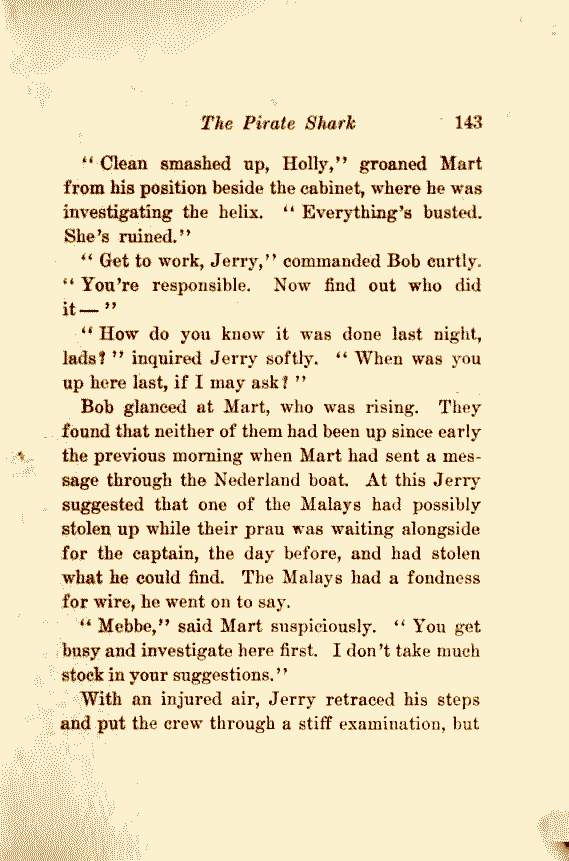 The Pirate Shark 143
“ Clean smashed up, Holly,” groaned Mart
from his position beside the cabinet, where he was
investigating the helix. “ Everything’s busted.
She’s ruined.”
“ Get to work, Jerry,” commanded Bob curtly.
“ You’re responsible. Now find out who did
it— ”
“ How do you know it was done last night,
lads? ” inquired Jerry softly. “ When was you
up here last, if I may ask? ”
Bob glanced at Mart, who was rising. They
found that neither of them had been up since early
the previous morning when Mart had sent a mes-
sage through the Nederland boat. At this Jerry
suggested that one of the Malays had possibly
stolen up while their prau was waiting alongside
for the captain, the day before, and had stolen
what he could find. The Malays had a fondness
for wire, he went on to say.
“ Mebbe,” said Mart suspiciously. “ You get
busy and investigate here first. I don’t take much
stock in your suggestions.”
With an injured air, Jerry retraced his steps
and put the crew through a stiff examination, but